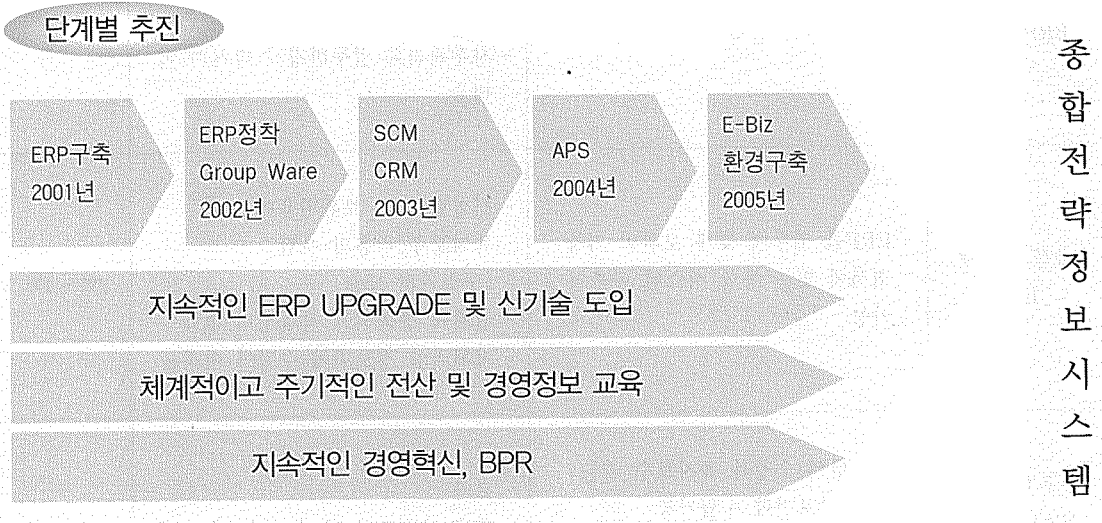 단계별 추진
ERP구축
2001년
ERP정착
Group Ware
2002년
SCM
CRM
2003년
APS
2004년
E-Biz
환경구축
2005년
지속적인 ERP UPGRADE 및 신기술 도입
체계적이고 주기적인 전산 및 경영정보 교육
지속적인 경영혁신, BPR
종합전략정보시스템